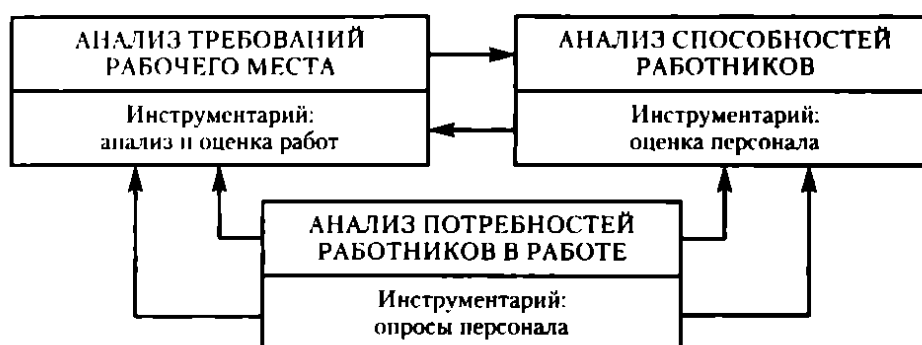 АНАЛИЗ ТРЕБОВАНИЙ
РАБОЧЕГО МЕСТА
Инструментарий:
анализ и оценка работ
АНАЛИЗ СПОСОБНОСТЕЙ
РАБОТНИКОВ
Инструментарий:
оценка персонала
АНАЛИЗ ПОТРЕБНОСТЕЙ
РАБОТНИКОВ В РАБОТЕ
Инструментарий:
опросы персонала